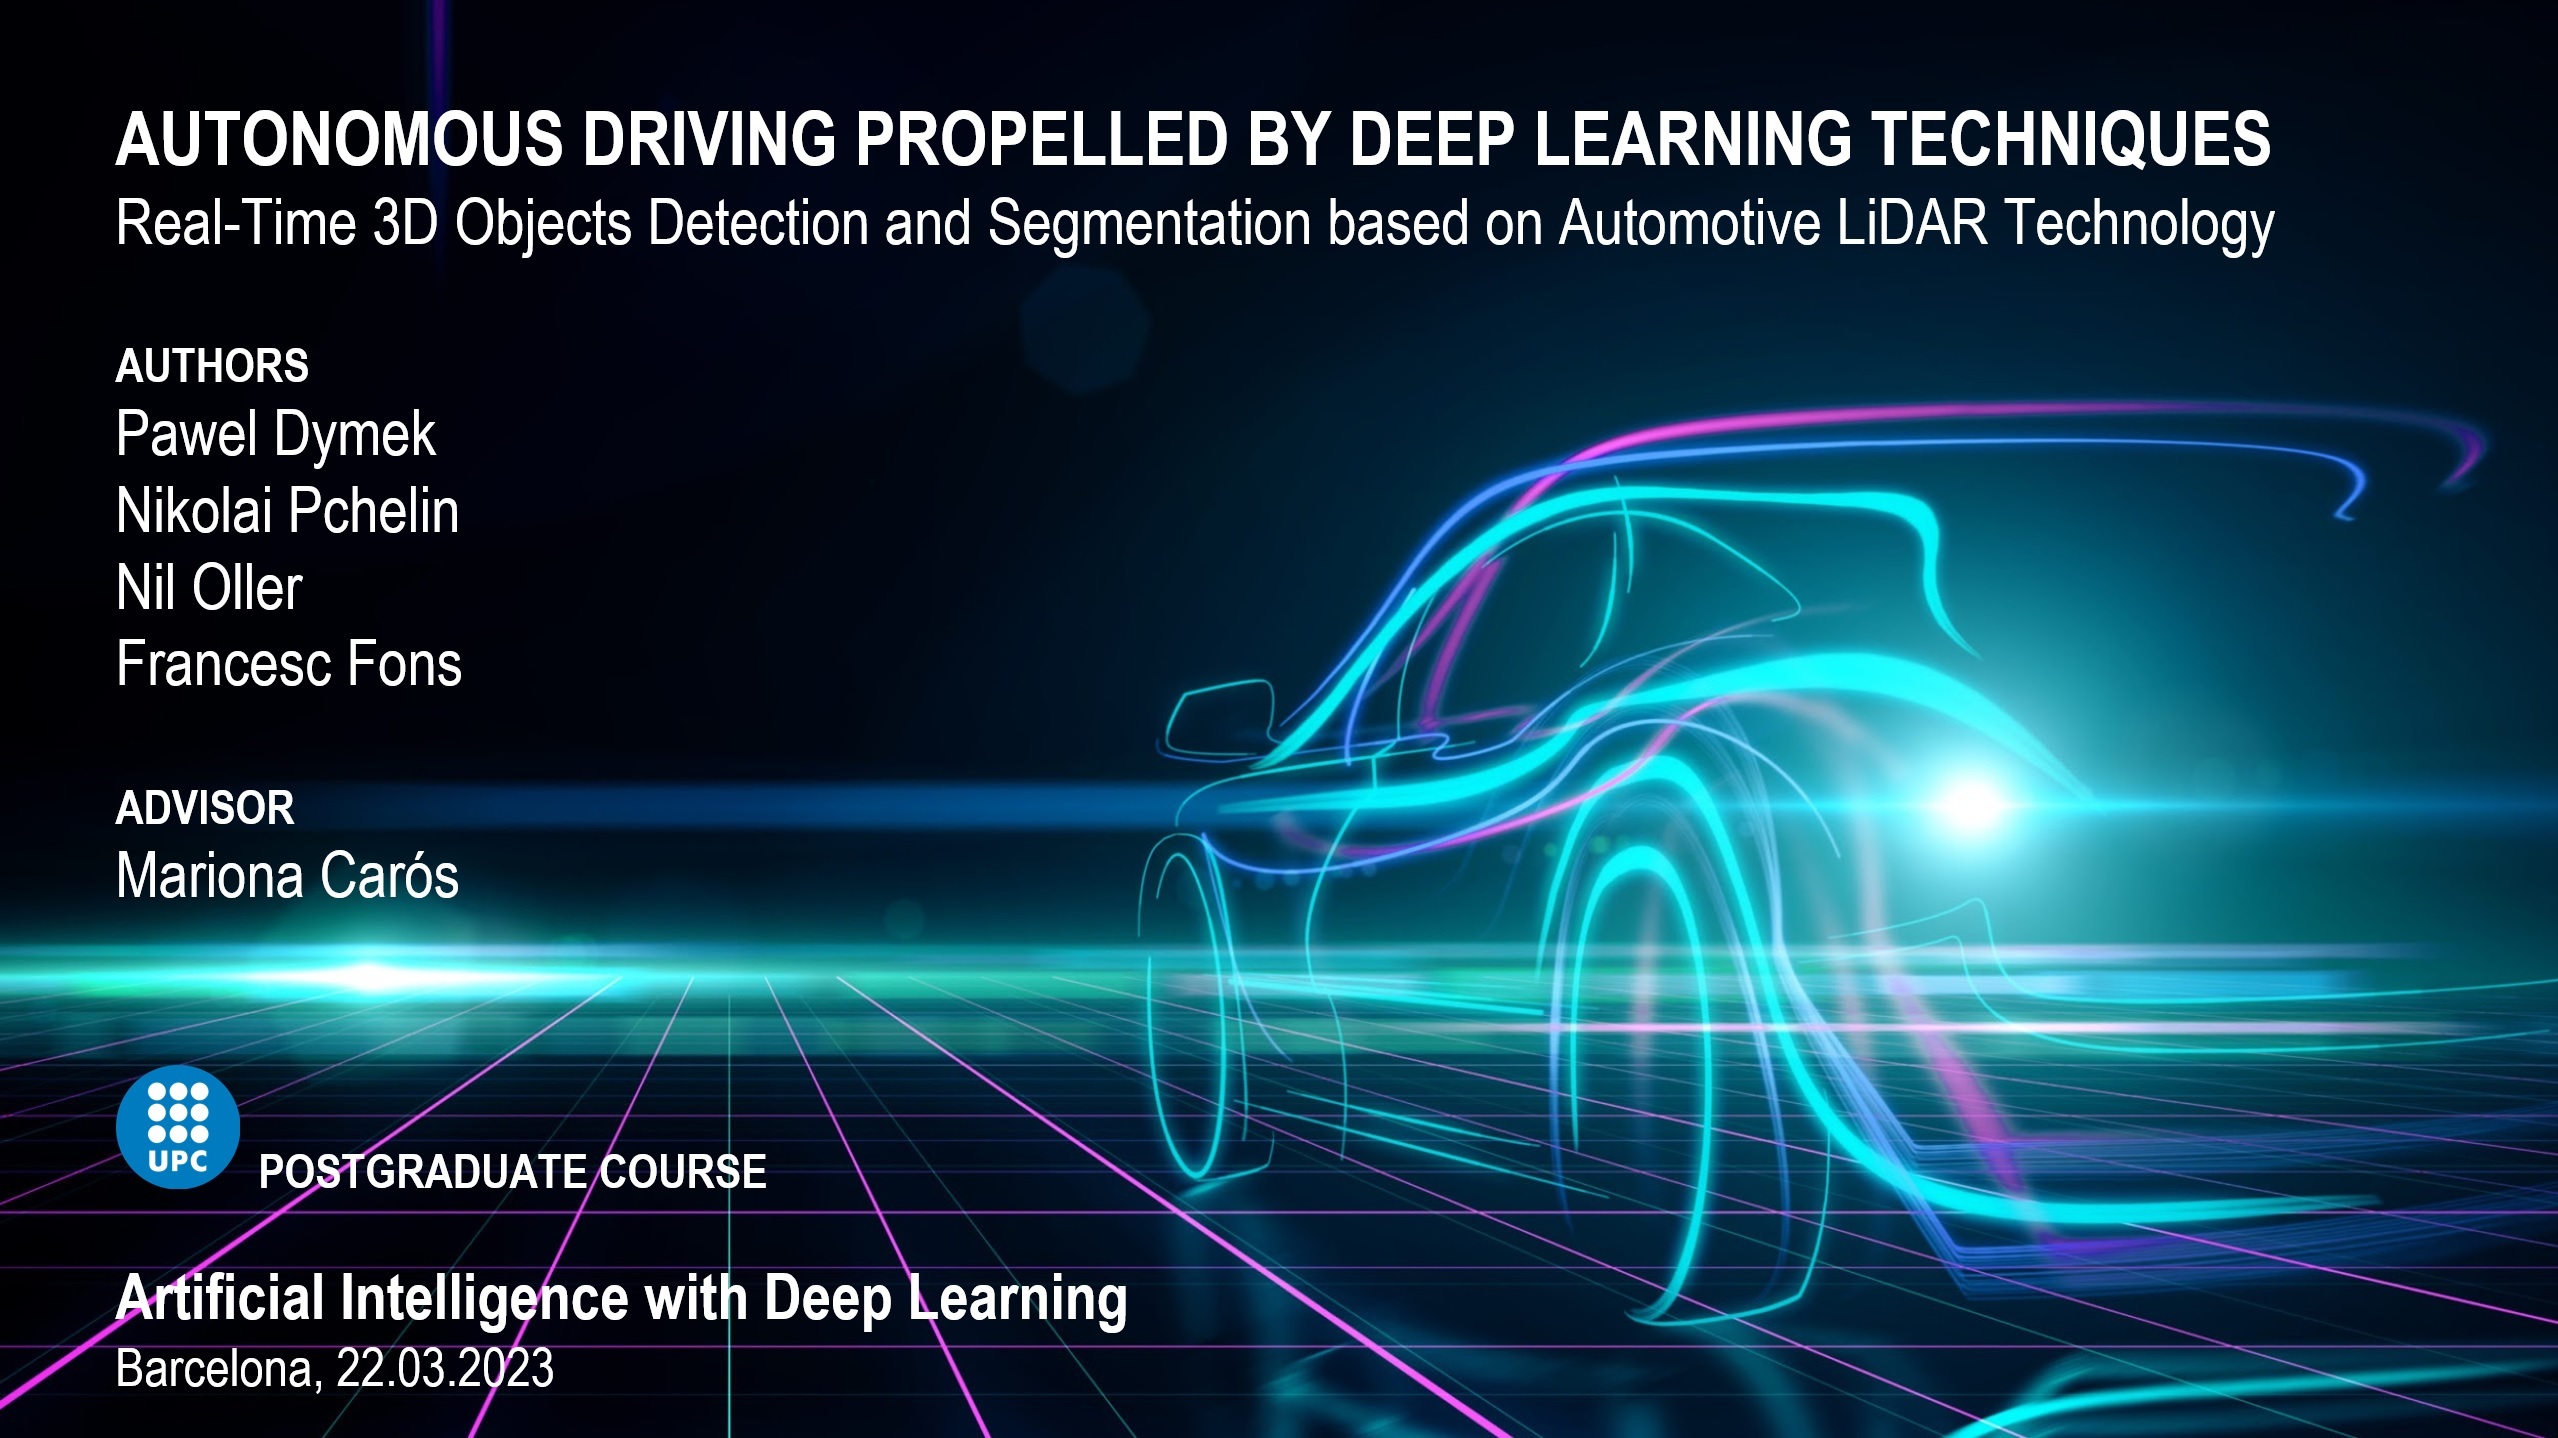 AUTONOMOUS DRIVING PROPELLED BY DEEP LEARNING TECHNIQUES
Real-Time 3D Objects Detection and Segmentation based on Automotive LiDAR Technology
AUTHORS
Pawel Dymek
Nikolai Pchelin
Nil Oller
Francesc Fons
ADVISOR
Mariona Carós
UPC
POSTGRADUATE COURSE
Artificial Intelligence with Deep Learning
Barcelona, 22.03.2023